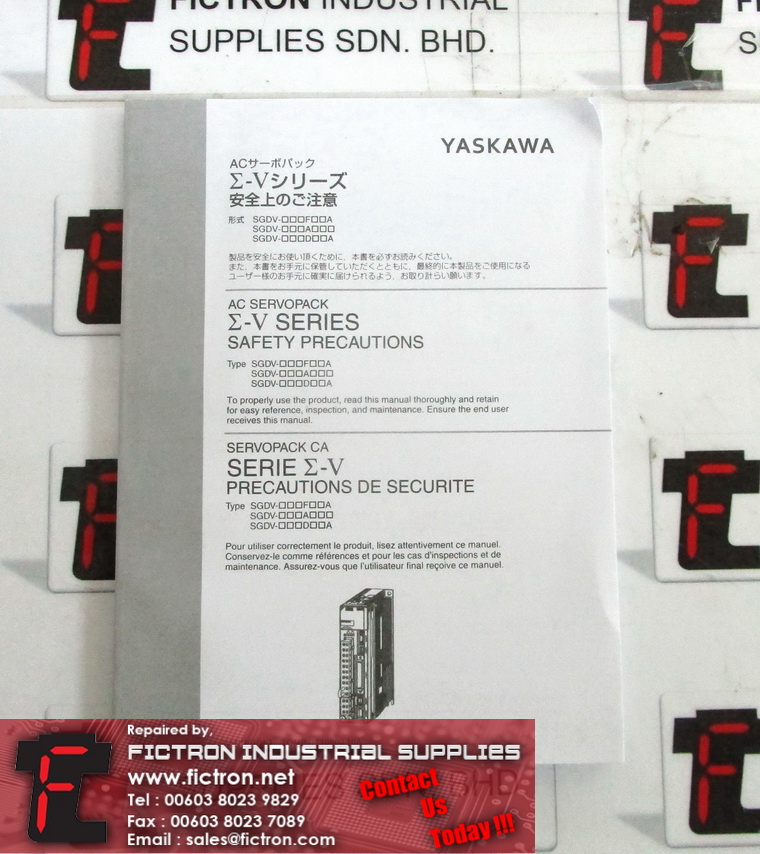 FICTRON INDUSTRIAL
SUPPLIES SDN. BHD.
YASKAWA
ACサーボパック
Σ-Vシリーズ
安全上のご注意
形式 SGDV-□□□F□□A
SGDV-□□□A□□□
SGDV-□□□D□□A
製品を安全にお使い頂くために、本書を必ずお読みください。
また、本書をお手元に保管していただくとともに、最終的に本製品をご使用になる
ユーザー様のお手元に確実に届けられるよう、お取り計らい願います。
AC SERVOPACK
Σ-V SERIES
SAFETY PRECAUTIONS
Type SGDV-□□□F□□A
SGDV-□□□A□□□
SGDV-□□□D□□A
To properly use the product, read this manual thoroughly and retain
for easy reference, inspection, and maintenance. Ensure the end user
receives this manual.
SERVOPACK CA
SERIE Σ-V
PRECAUTIONS DE SECURITE
Type SGDV-□□□F□□A
SGDV-□□□A□□□
SGDV-□□□D□□A
Pour utiliser correctement le produit, lisez attentivement ce manuel.
Conservez-le comme références et pour les cas d'inspections et de
maintenance. Assurez-vous que l'utilisateur final reçoive ce manuel.
Repaired by,
FICTRON INDUSTRIAL SUPPLIES
www.fictron.net
Tel : 00603 8023 9829
Fax : 00603 8023 7089
Email : sales@fictron.com
Contact
Us
Today !!!